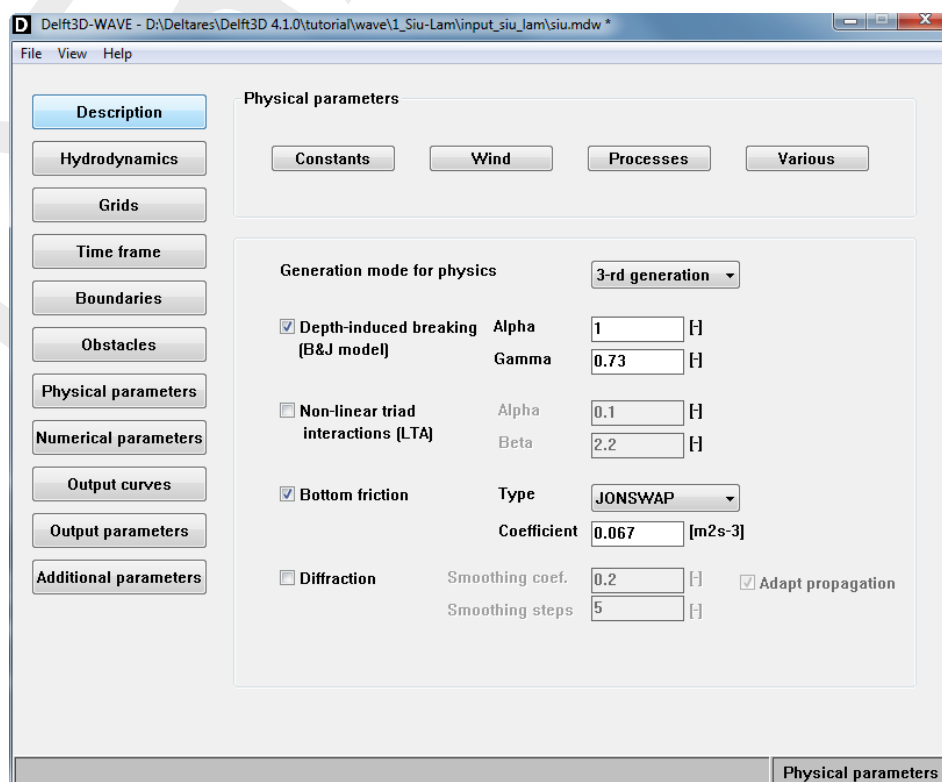 Delft3D-WAVE - D:\Deltares\Delft3D 4.1.0\tutorial\wave\1_Siu-Lam\input_siu_lam\siu.mdw *
File View Help
Description
Hydrodynamics
Grids
Time frame
Boundaries
Obstacles
Physical parameters
Numerical parameters
Output curves
Output parameters
Additional parameters
Physical parameters
Constants Wind Processes Various
Generation mode for physics 3-rd generation
Depth-induced breaking Alpha 1 [-]
(B&J model) Gamma 0.73 [-]
Non-linear triad Alpha 0.1 [-]
interactions (LTA) Beta 2.2 [-]
Bottom friction Type JONSWAP
Coefficient 0.067 [m2s-3]
Diffraction Smoothing coef. 0.2 [-] Adapt propagation
Smoothing steps 5 [-]
Physical parameters